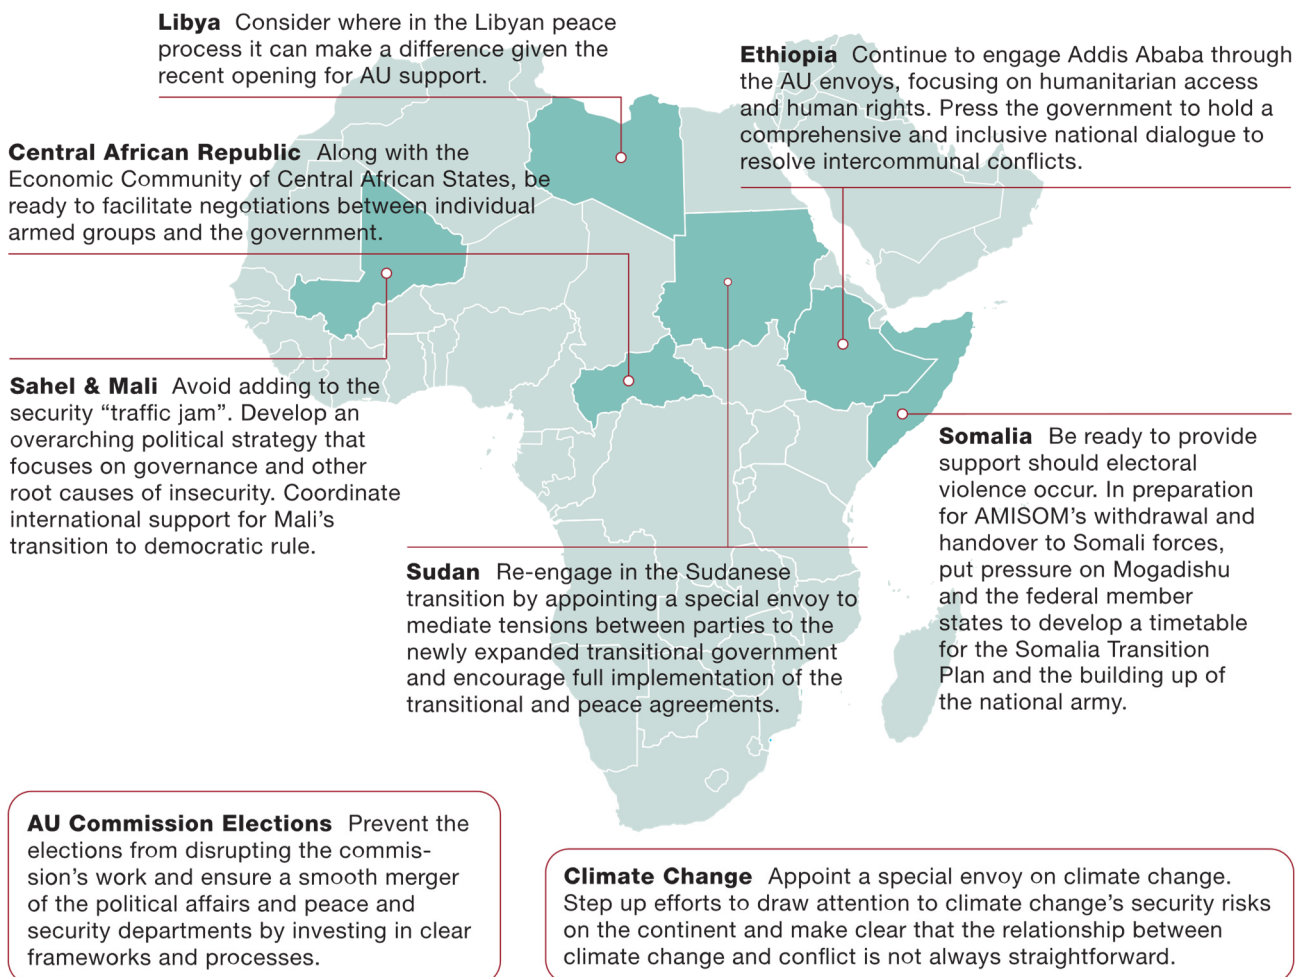 Libya Consider where in the Libyan peace
process it can make a difference given the
recent opening for AU support.
Ethiopia Continue to engage Addis Ababa through
the AU envoys, focusing on humanitarian access
and human rights. Press the government to hold a
comprehensive and inclusive national dialogue to
resolve intercommunal conflicts.
Central African Republic Along with the
Economic Community of Central African States, be
ready to facilitate negotiations between individual
armed groups and the government.
Sahel & Mali Avoid adding to the
security “traffic jam”. Develop an
overarching political strategy that
focuses on governance and other
root causes of insecurity. Coordinate
international support for Mali’s
transition to democratic rule.
Somalia Be ready to provide
support should electoral
violence occur. In preparation
for AMISOM’s withdrawal and
handover to Somali forces,
put pressure on Mogadishu
and the federal member
states to develop a timetable
for the Somalia Transition
Plan and the building up of
the national army.
Sudan Re-engage in the Sudanese
transition by appointing a special envoy to
mediate tensions between parties to the
newly expanded transitional government
and encourage full implementation of the
transitional and peace agreements.
AU Commission Elections Prevent the
elections from disrupting the commis-
sion’s work and ensure a smooth merger
of the political affairs and peace and
security departments by investing in clear
frameworks and processes.
Climate Change Appoint a special envoy on climate change.
Step up efforts to draw attention to climate change’s security risks
on the continent and make clear that the relationship between
climate change and conflict is not always straightforward.